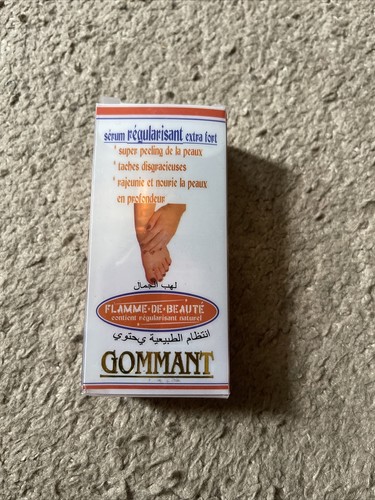 sérum régularisant extra fort
* super peeling de la peaux
* taches disgracieuses
* rajeunie et nourie la peaux
en profondeur
لهب الجمال
FLAMME·DE·BEAUTÉ
contient régularisant naturel
انتظام الطبيعية يحتوي
GOMMANT